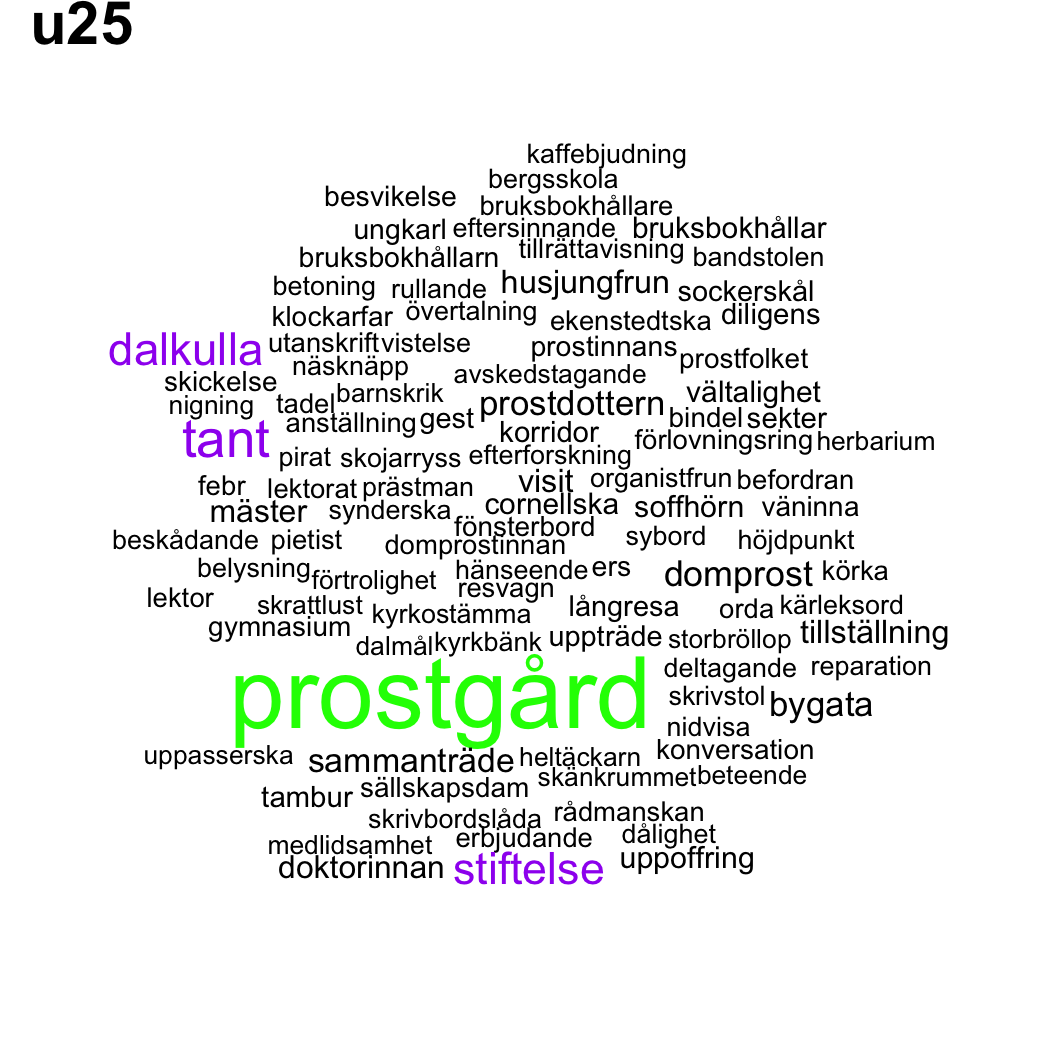 u25
kaffebjudning
bergsskola
besvikelse bruksbokhållare
ungkarl eftersinnande bruksbokhållar
bruksbokhållarn tillrättavisning bandstolen
betoning rullande husjungfrun sockerskål
klockarfar övertalning ekenstedtska diligens
dalkulla utanskrift vistelse prostinnans prostfolket
näsknäpp avskedstagande
skickelse barnskrik vältalighet
nigning tadel anställning gest prostdottern bindel sekter
tant korridor förlovningsring herbarium
pirat skojarryss efterforskning
febr lektorat prästman visit organistfrun befordran
mäster synderska cornellska soffhörn väninna
fönsterbord
beskådande pietist domprostinnan sybord höjdpunkt
belysning förtrolighet hänseende ers domprost körka
lektor skrattlust resvagn långresa orda kärleksord
gymnasium kyrkostämma
dalmål kyrkbänk uppträde storbröllop tillställning
prostgård deltagande reparation
skrivstol bygata
nidvisa
uppasserska sammanträde heltäckarn konversation
tambur sällskapsdam skänkrummet beteende
skrivbordslåda rådmanskan
medlidsamhet erbjudande dålighet
doktorinnan stiftelse uppoffring